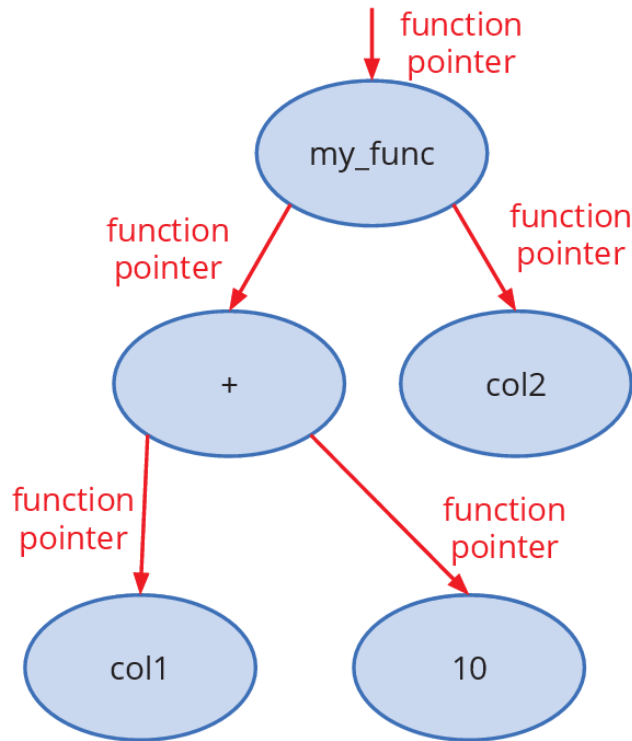 function
pointer
my_func
function
pointer
function
pointer
+
col2
function
pointer
function
pointer
col1
10